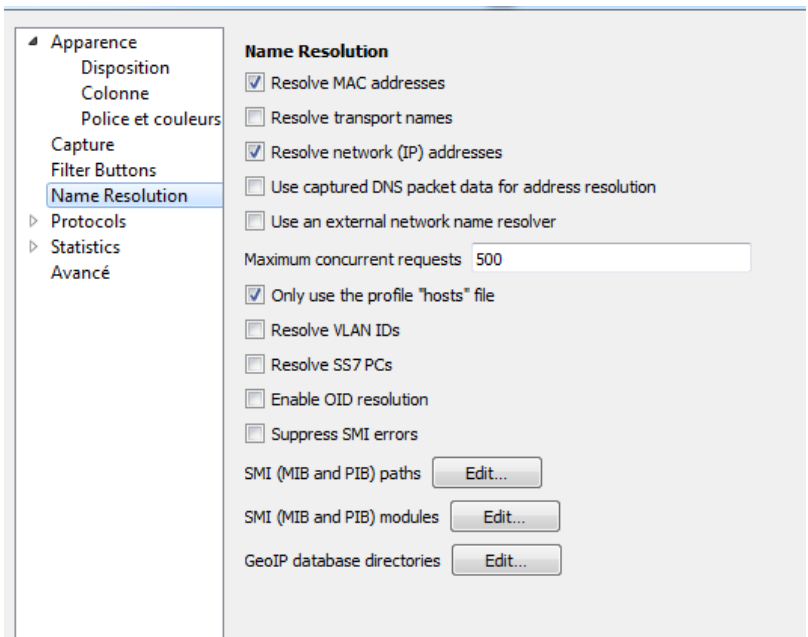 Apparence
Disposition
Colonne
Police et couleurs
Capture
Filter Buttons
Name Resolution
Protocols
Statistics
Avancé
Name Resolution
Resolve MAC addresses
Resolve transport names
Resolve network (IP) addresses
Use captured DNS packet data for address resolution
Use an external network name resolver
Maximum concurrent requests 500
Only use the profile "hosts" file
Resolve VLAN IDs
Resolve SS7 PCs
Enable OID resolution
Suppress SMI errors
SMI (MIB and PIB) paths Edit...
SMI (MIB and PIB) modules Edit...
GeoIP database directories Edit...